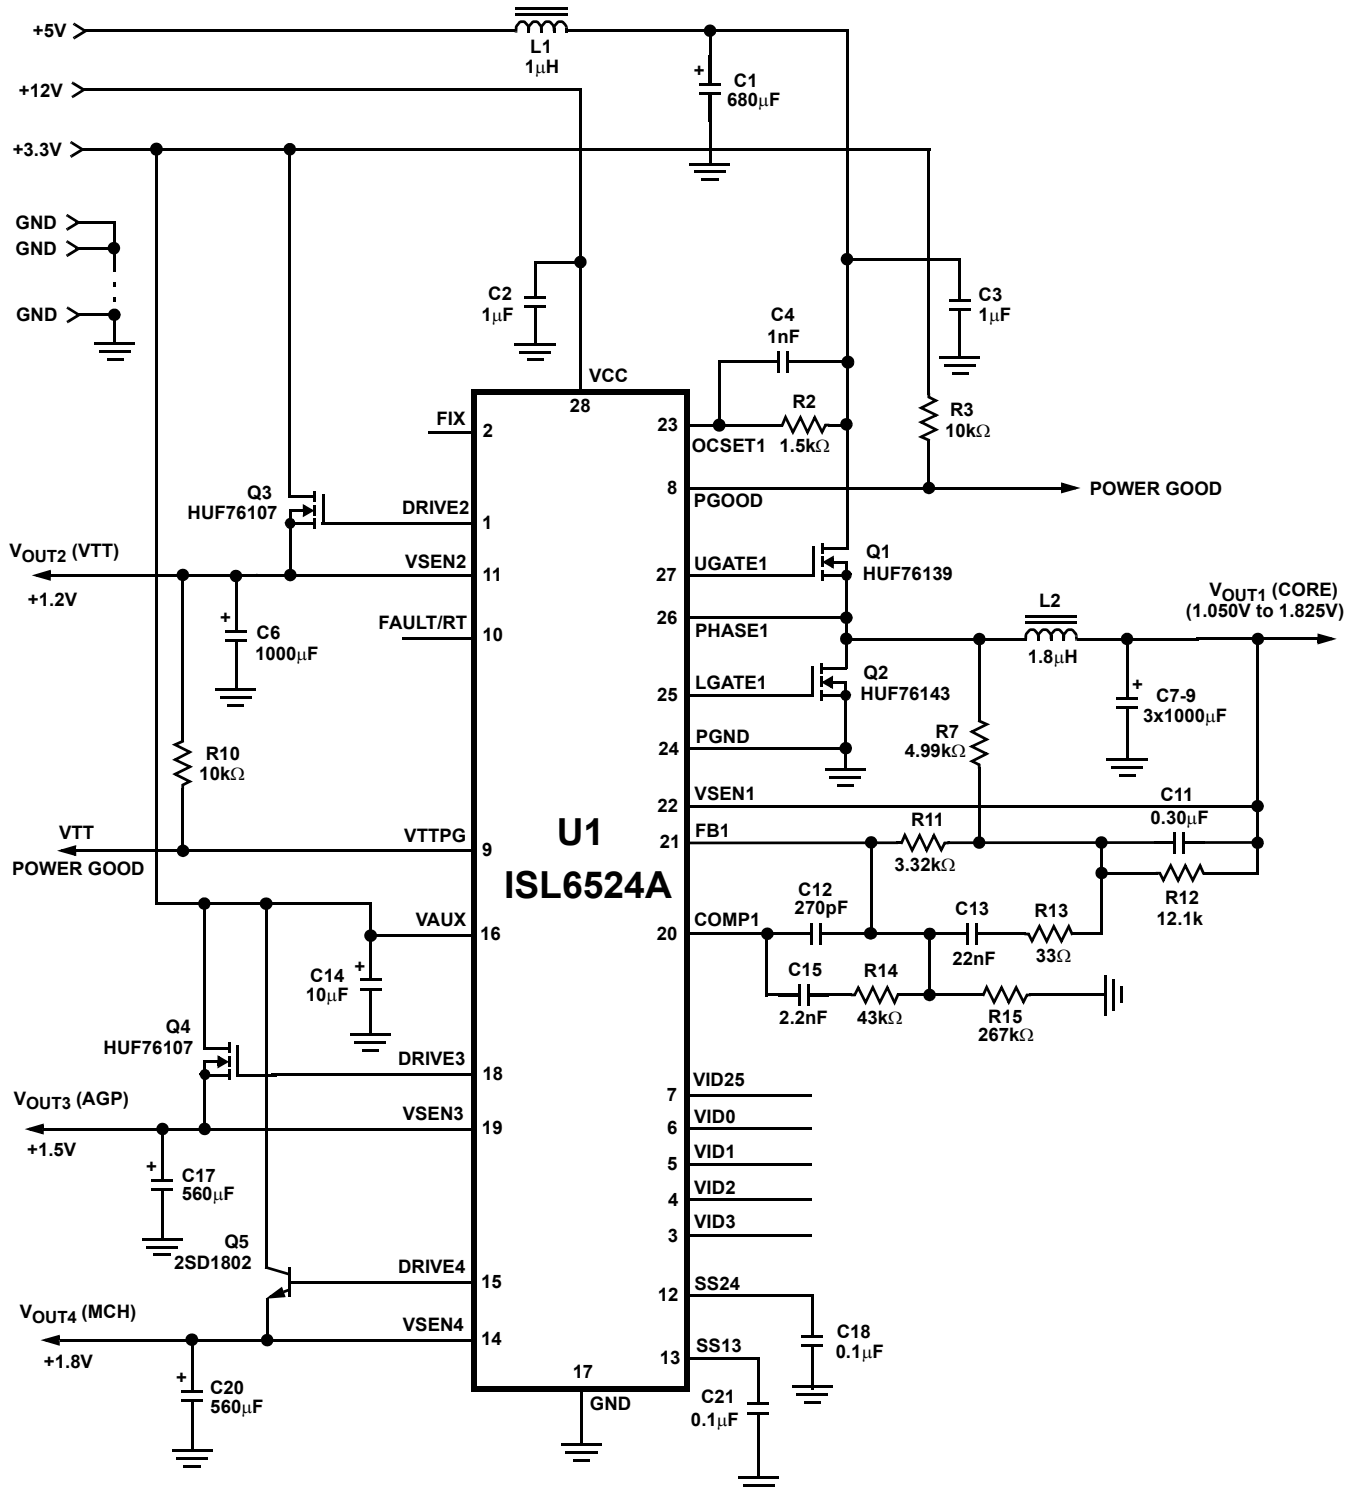 +5V
L1
1μH
+
C1
680μF
+12V
+3.3V
GND
GND
GND
C2
1μF
C3
1μF
C4
1nF
VCC
28
FIX
2
23
OCSET1
R2
1.5kΩ
R3
10kΩ
8
PGOOD
POWER GOOD
Q3
HUF76107
DRIVE2
1
VOUT2 (VTT)
+1.2V
VSEN2
11
27
UGATE1
Q1
HUF76139
+
C6
1000μF
FAULT/RT
10
26
PHASE1
L2
1.8μH
VOUT1 (CORE)
(1.050V to 1.825V)
25
LGATE1
Q2
HUF76143
+
C7-9
3x1000μF
24
PGND
R7
4.99kΩ
R10
10kΩ
22
VSEN1
VTT
POWER GOOD
VTTPG
9
U1
ISL6524A
21
FB1
R11
3.32kΩ
C11
0.30μF
R12
12.1k
VAUX
16
20
COMP1
C12
270pF
C13
22nF
R13
33Ω
+
C14
10μF
C15
2.2nF
R14
43kΩ
R15
267kΩ
Q4
HUF76107
DRIVE3
18
VOUT3 (AGP)
+1.5V
VSEN3
19
7
VID25
6
VID0
5
VID1
4
VID2
3
VID3
+
C17
560μF
Q5
2SD1802
DRIVE4
15
12
SS24
C18
0.1μF
VOUT4 (MCH)
+1.8V
VSEN4
14
13
SS13
C21
0.1μF
+
C20
560μF
17
GND